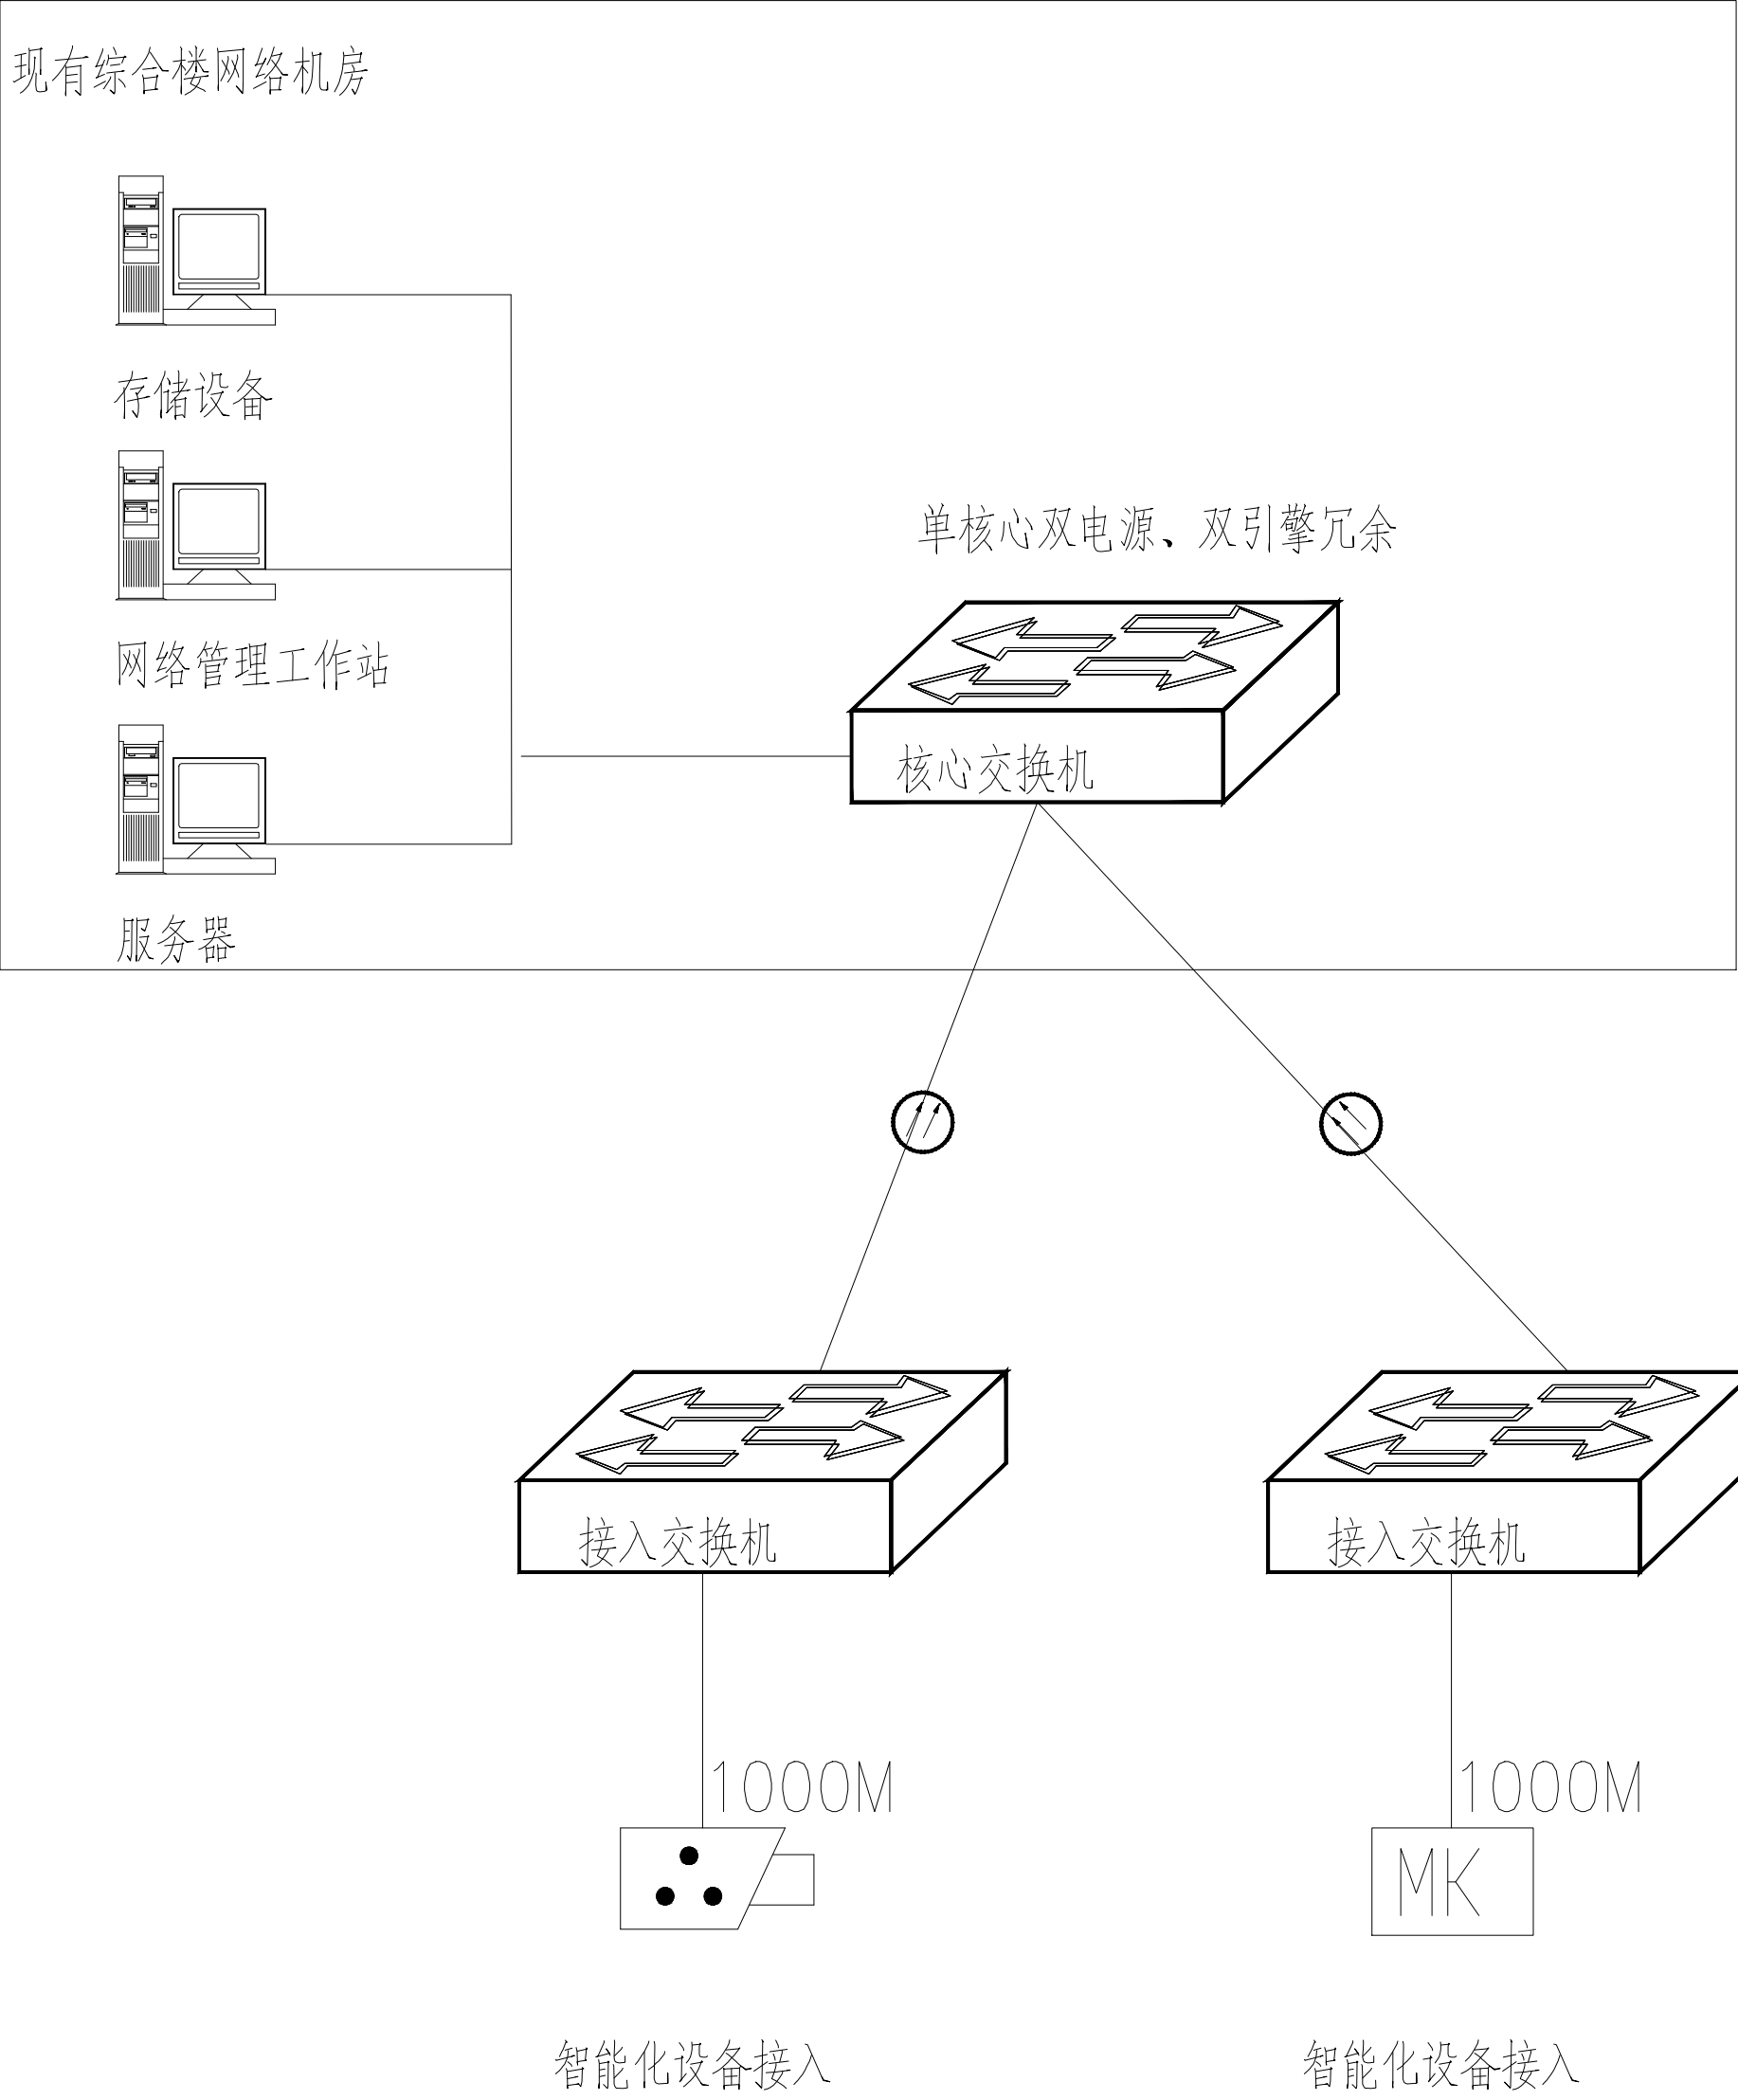 现有综合楼网络机房
存储设备
单核心双电源、双引擎冗余
网络管理工作站
核心交换机
服务器
接入交换机
接入交换机
1000M
1000M
MK
智能化设备接入
智能化设备接入